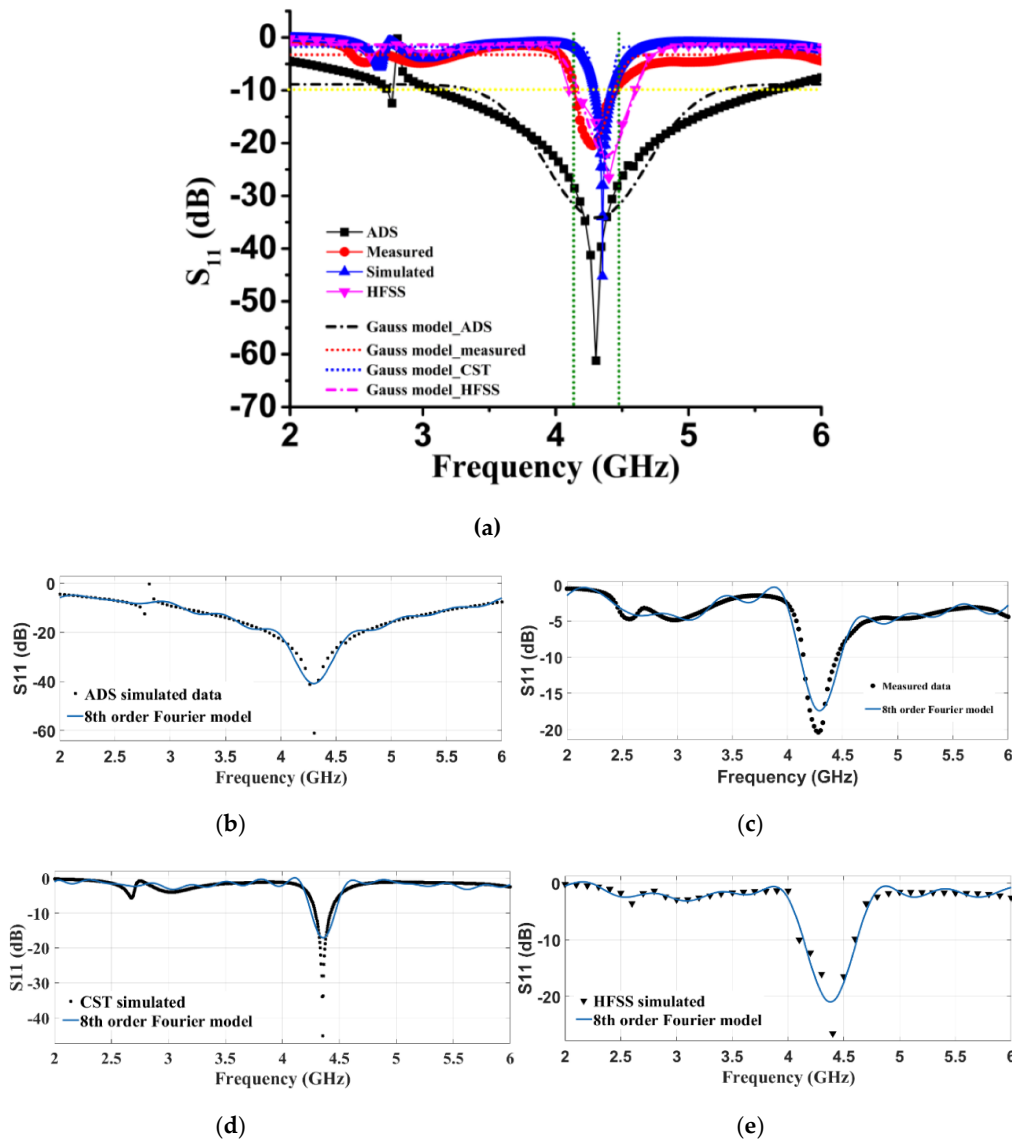 0
-10
-20
-30
-40
-50
-60
-70
S11 (dB)
ADS
Measured
Simulated
HFSS
Gauss model_ADS
Gauss model_measured
Gauss model_CST
Gauss model_HFSS
2 3 4 5 6
Frequency (GHz)
(a)
0
-20
-40
-60
S11 (dB)
ADS simulated data
8th order Fourier model
2 2.5 3 3.5 4 4.5 5 5.5 6
Frequency (GHz)
(b)
0
-5
-10
-15
-20
S11 (dB)
Measured data
8th order Fourier model
2 2.5 3 3.5 4 4.5 5 5.5 6
Frequency (GHz)
(c)
0
-10
-20
-30
-40
S11 (dB)
CST simulated
8th order Fourier model
2 2.5 3 3.5 4 4.5 5 5.5 6
Frequency (GHz)
(d)
0
-10
-20
S11 (dB)
HFSS simulated
8th order Fourier model
2 2.5 3 3.5 4 4.5 5 5.5 6
Frequency (GHz)
(e)